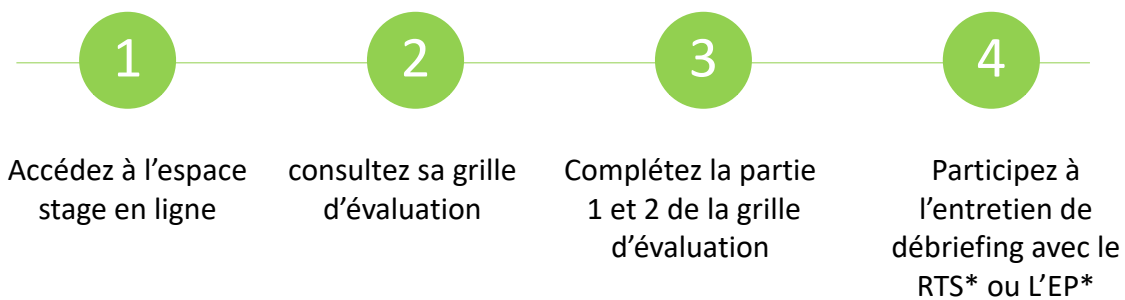 1
2
3
4
Accédez à l’espace
stage en ligne
consultez sa grille
d’évaluation
Complétez la partie
1 et 2 de la grille
d’évaluation
Participez à
l’entretien de
débriefing avec le
RTS* ou L’EP*